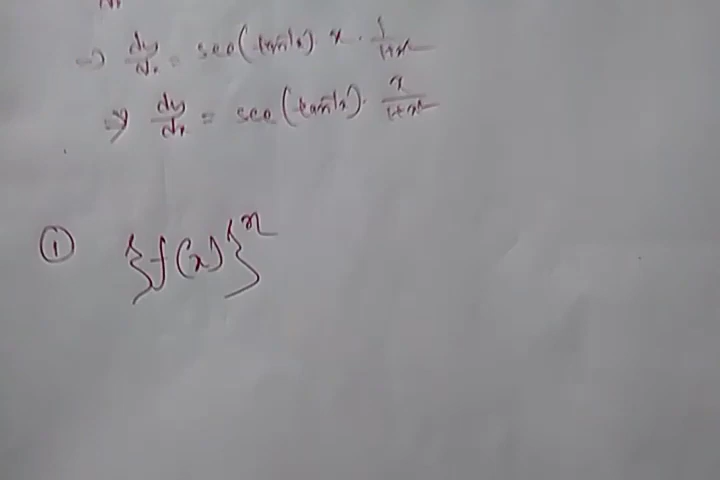 ⇒ dy/dx = sec(tan⁻¹x) · x · 1/1+x²
⇒ dy/dx = sec(tan⁻¹x) · x/1+x²
① {f(x)}ⁿ